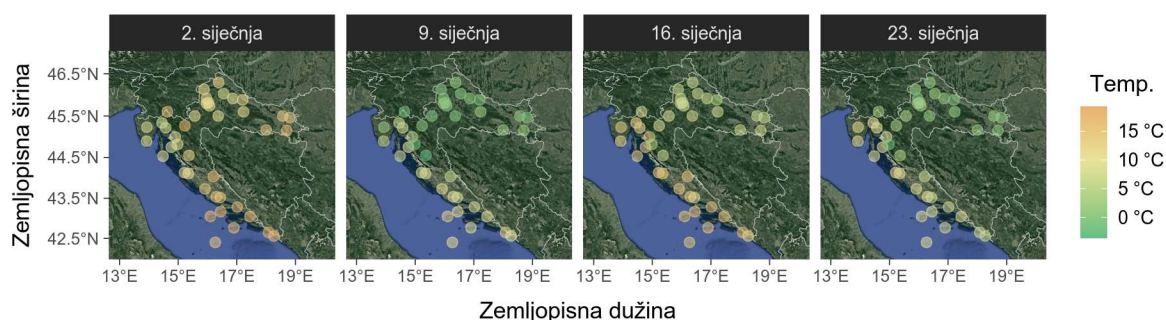 2. siječnja
9. siječnja
16. siječnja
23. siječnja
Zemljopisna širina
46.5°N
45.5°N
44.5°N
43.5°N
42.5°N
13°E 15°E 17°E 19°E
13°E 15°E 17°E 19°E
13°E 15°E 17°E 19°E
13°E 15°E 17°E 19°E
Zemljopisna dužina
Temp.
15 °C
10 °C
5 °C
0 °C